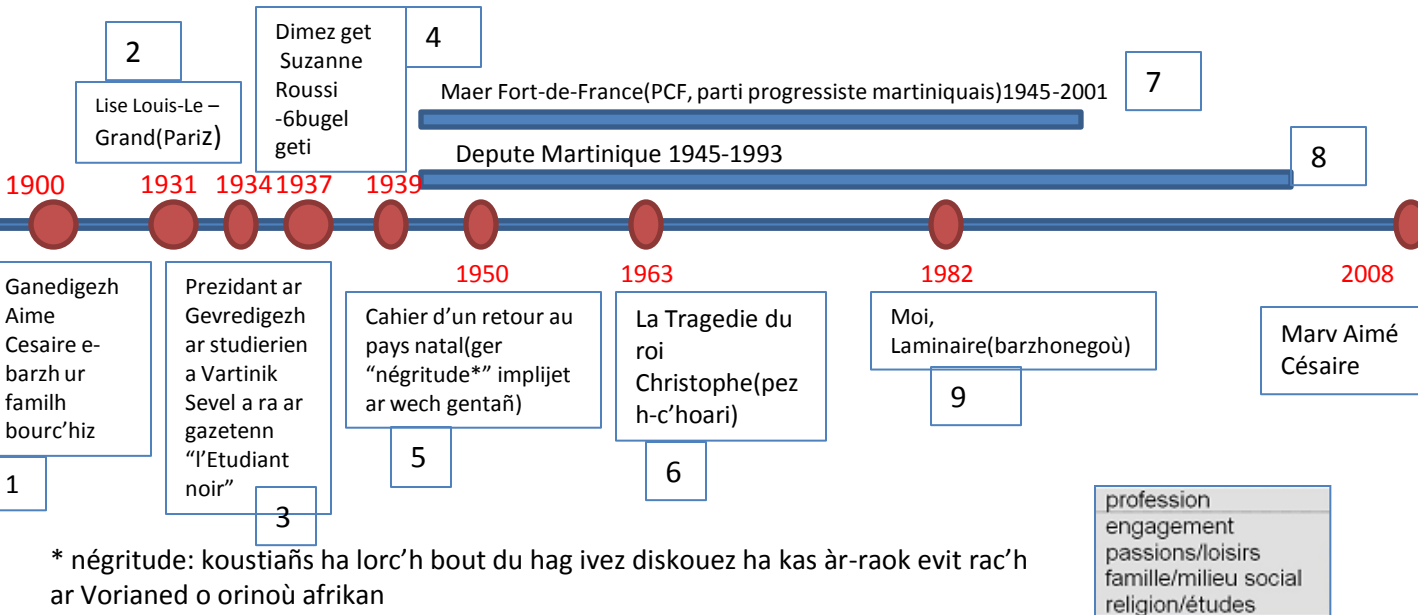 2
Lise Louis-Le –
Grand(Pariz)
Dimez get
Suzanne
Roussi
-6bugel
geti
4
Maer Fort-de-France(PCF, parti progressiste martiniquais)1945-2001
7
Depute Martinique 1945-1993
8
1900
1931
1934
1937
1939
1950
1963
1982
2008
Ganedigezh
Aime
Cesaire e-
barzh ur
familh
bourc’hiz
1
Prezidant ar
Gevredigezh
ar studierien
a Vartinik
Sevel a ra ar
gazetenn
“l’Etudiant
noir”
3
Cahier d’un retour au
pays natal(ger
“négritude*” implijet
ar wech gentañ)
5
La Tragedie du
roi
Christophe(pez
h-c’hoari)
6
Moi,
Laminaire(barzhonegoù)
9
Marv Aimé
Césaire
* négritude: koustiañs ha lorc’h bout du hag ivez diskouez ha kas àr-raok evit rac’h
ar Vorianed o orinoù afrikan
profession
engagement
passions/loisirs
famille/milieu social
religion/études